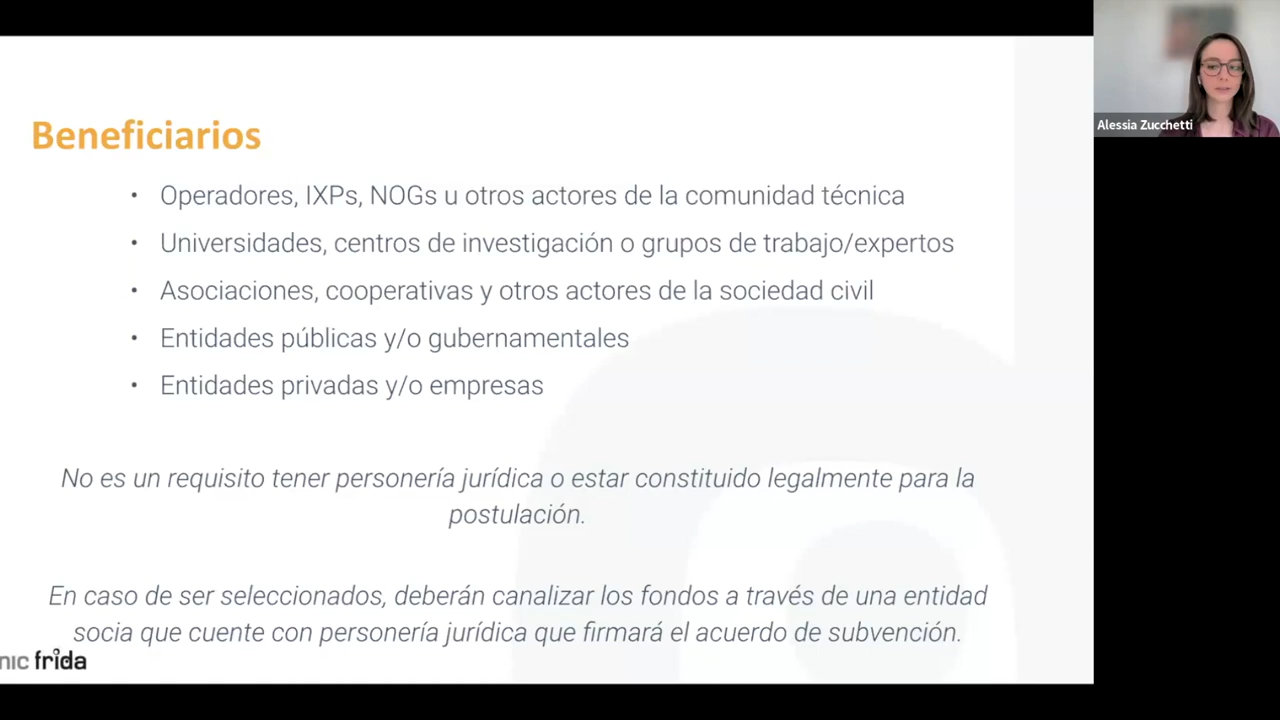 Beneficiarios
• Operadores, IXPs, NOGs u otros actores de la comunidad técnica
• Universidades, centros de investigación o grupos de trabajo/expertos
• Asociaciones, cooperativas y otros actores de la sociedad civil
• Entidades públicas y/o gubernamentales
• Entidades privadas y/o empresas
No es un requisito tener personería jurídica o estar constituido legalmente para la
postulación.
En caso de ser seleccionados, deberán canalizar los fondos a través de una entidad
socia que cuente con personería jurídica que firmará el acuerdo de subvención.
nic frida
Alessia Zucchetti